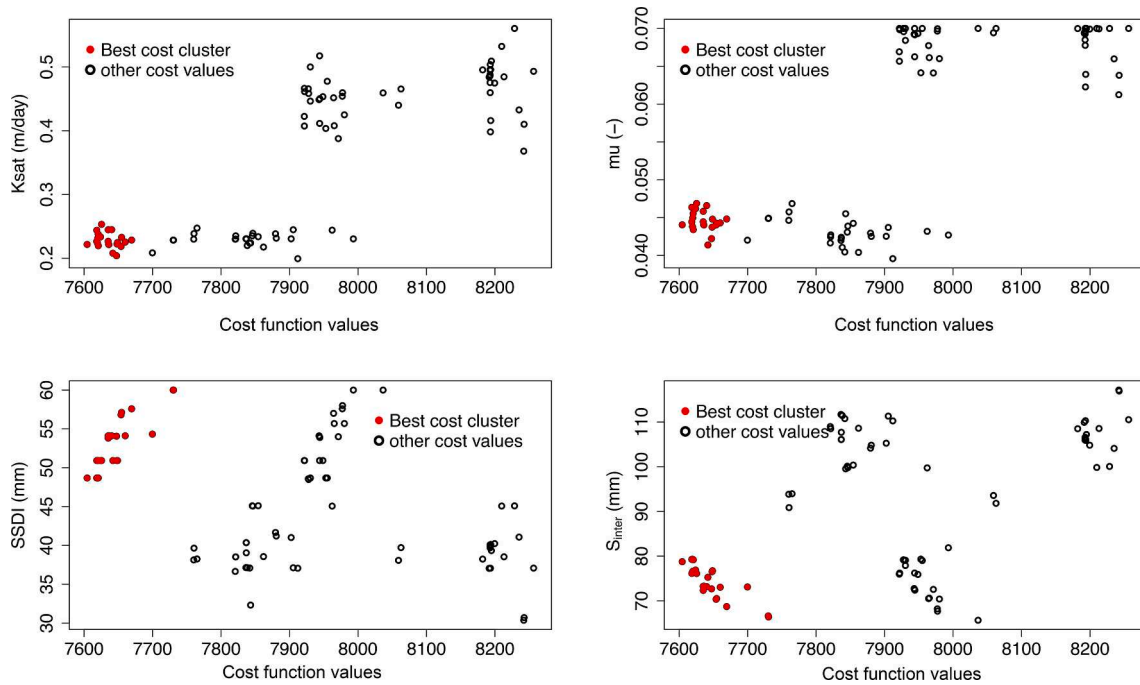 Ksat (m/day)
0.5
0.4
0.3
0.2
Best cost cluster
other cost values
7600 7700 7800 7900 8000 8100 8200
Cost function values
mu (−)
0.070
0.060
0.050
0.040
Best cost cluster
other cost values
7600 7700 7800 7900 8000 8100 8200
Cost function values
SSDI (mm)
60
55
50
45
40
35
30
Best cost cluster
other cost values
7600 7700 7800 7900 8000 8100 8200
Cost function values
Sinter (mm)
110
100
90
80
70
Best cost cluster
other cost values
7600 7700 7800 7900 8000 8100 8200
Cost function values